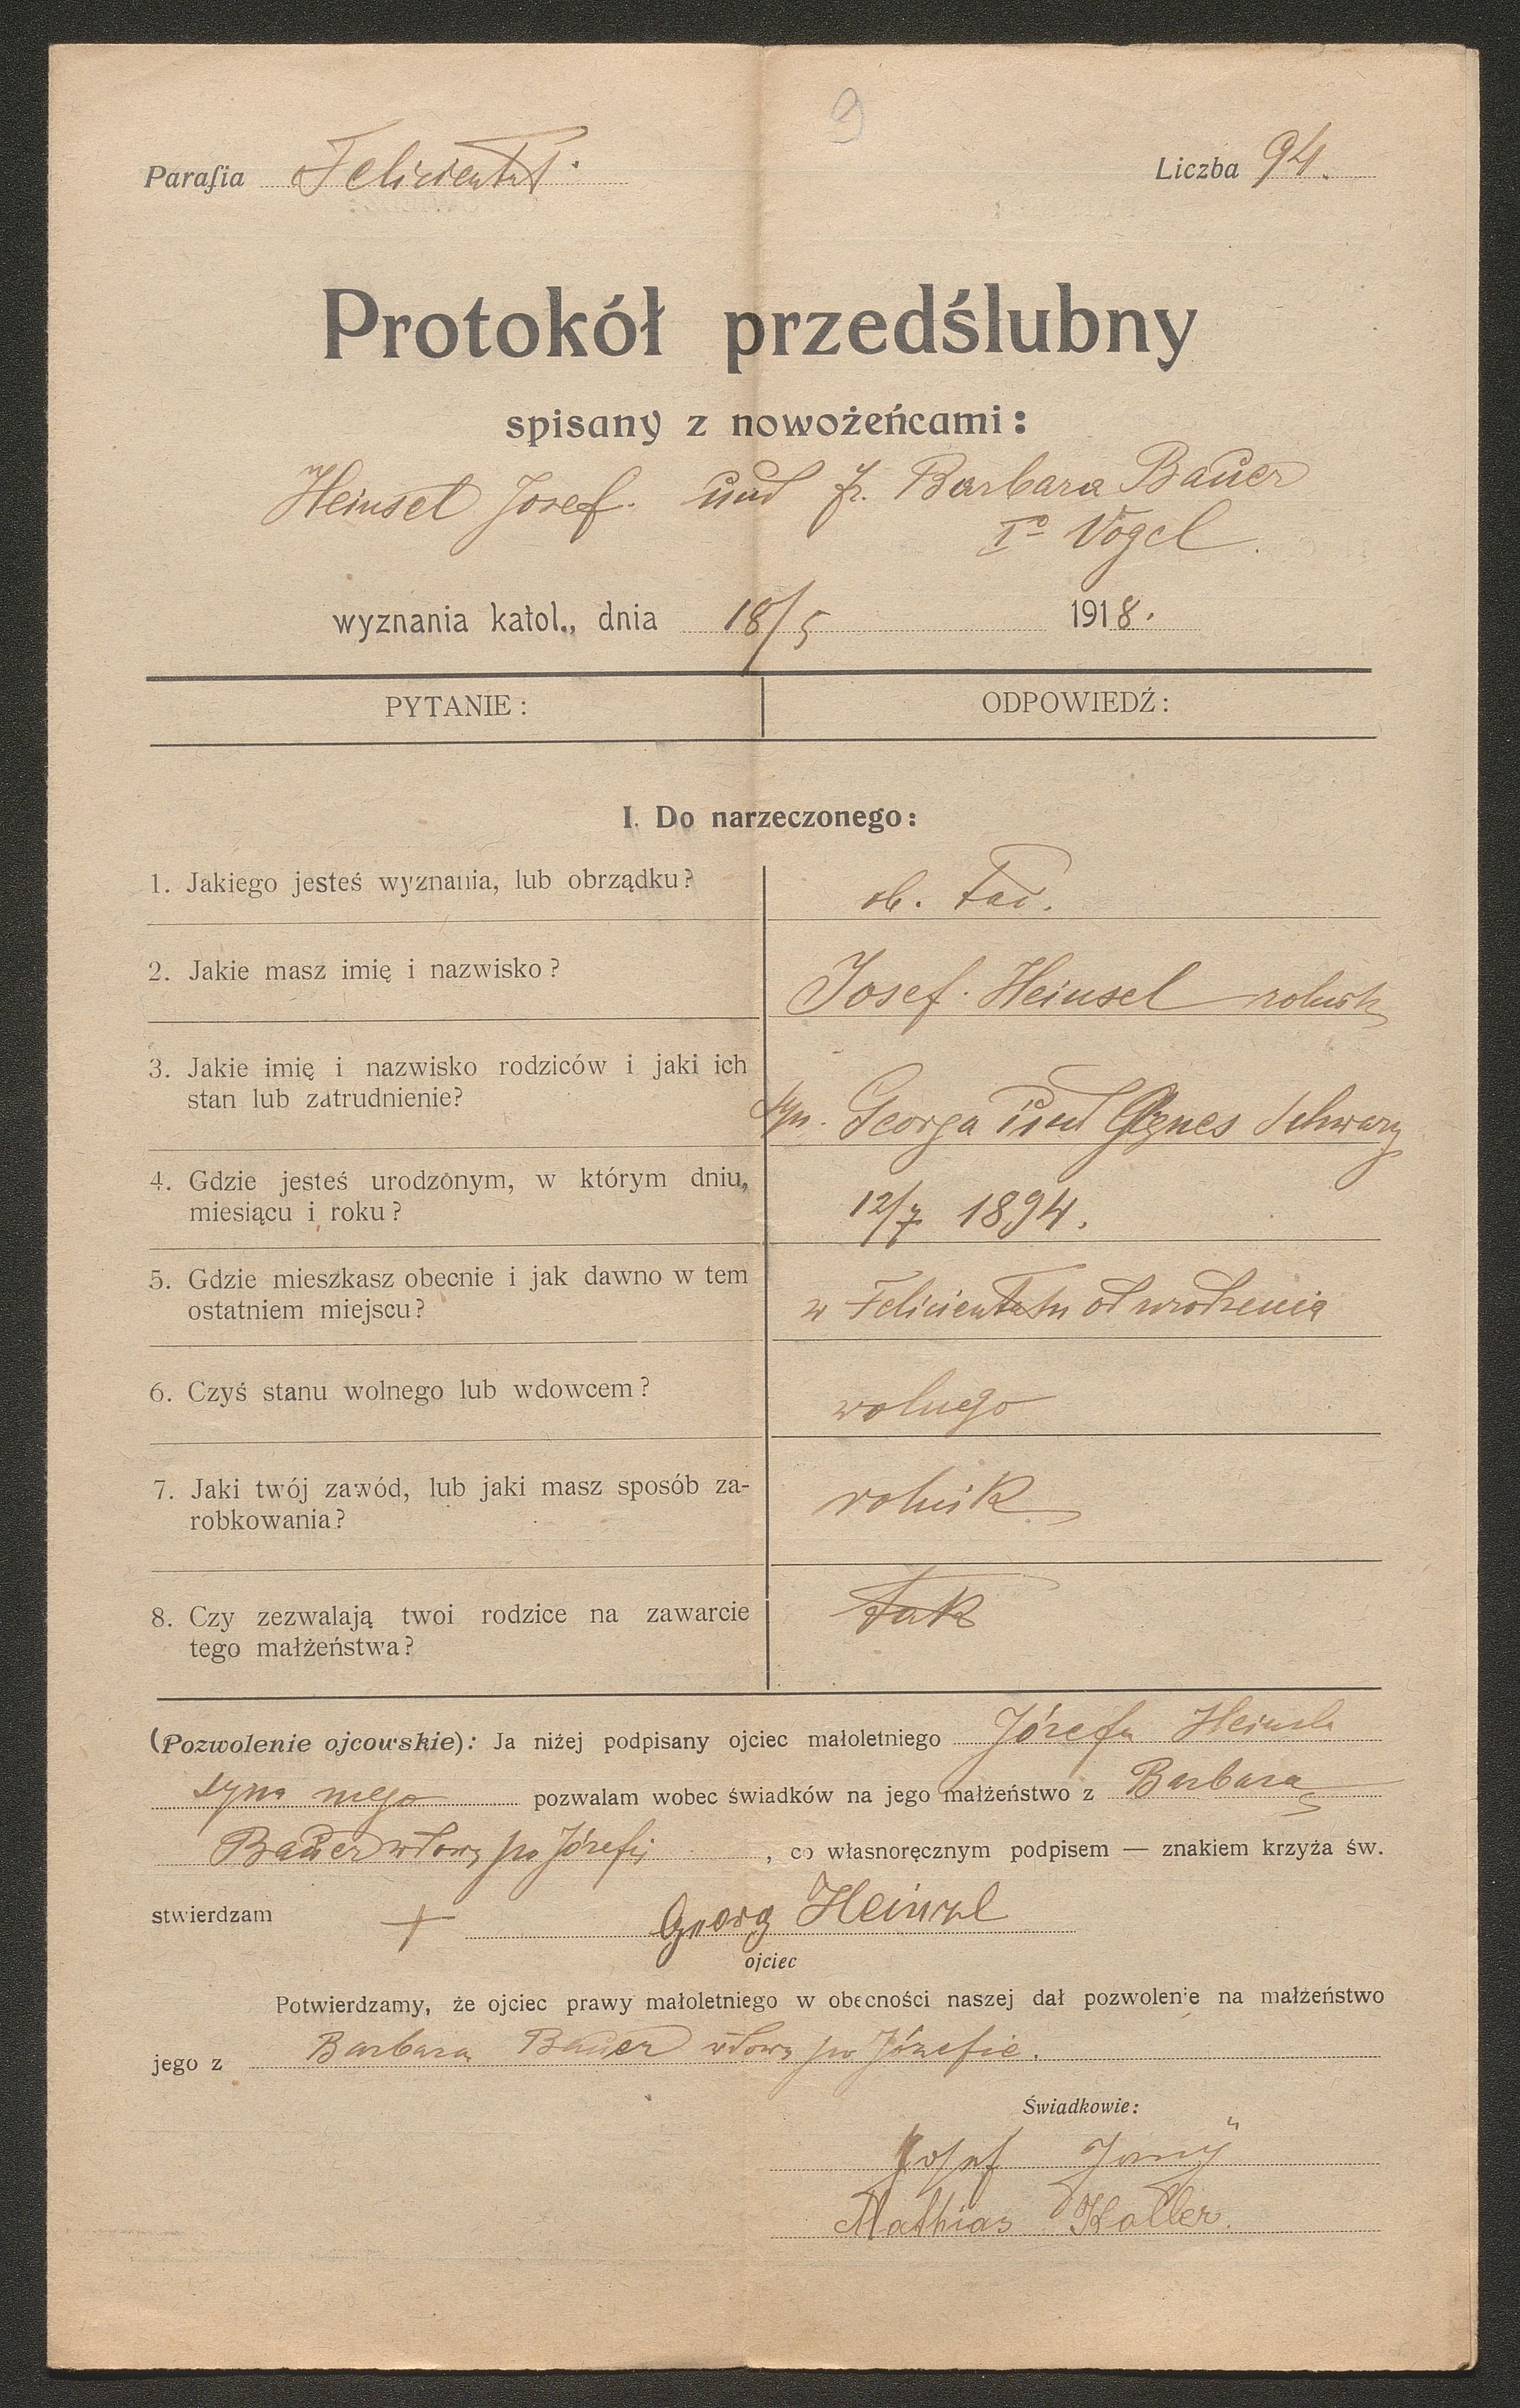 9
Parafia Felicienthal. Liczba 94.
Protokół przedślubny
spisany z nowożeńcami:
Heinsel Josef. und fr. Barbara Bauer
Iº Vogel.
wyznania katol., dnia 18/5 1918.
PYTANIE: ODPOWIEDŹ:
I. Do narzeczonego:
1. Jakiego jesteś wyznania, lub obrządku? ob. łać.
2. Jakie masz imię i nazwisko? Josef. Heinsel rolnik
3. Jakie imię i nazwisko rodziców i jaki ich
stan lub zatrudnienie?
syn. Georga und Agnes Schwarz
4. Gdzie jesteś urodzonym, w którym dniu,
miesiącu i roku? 12/7 1894.
5. Gdzie mieszkasz obecnie i jak dawno w tem
ostatniem miejscu? w od urodzenia
6. Czyś stanu wolnego lub wdowcem? wolnego
7. Jaki twój zawód, lub jaki masz sposób za-
robkowania? rolnik
8. Czy zezwalają twoi rodzice na zawarcie tak
tego małżeństwa?
(Pozwolenie ojcowskie): Ja niżej podpisany ojciec małoletniego Józefa Heinsla
syna mego pozwalam wobec świadków na jego małżeństwo z Barbarą
Bauer wdową po Józefie, co własnoręcznym podpisem — znakiem krzyża św.
stwierdzam + Georg Heinzel
ojciec
Potwierdzamy, że ojciec prawy małoletniego w obecności naszej dał pozwolenie na małżeństwo
jego z Barbarą Bauer wdową po Józefie.
Świadkowie:
Josef
Mathias